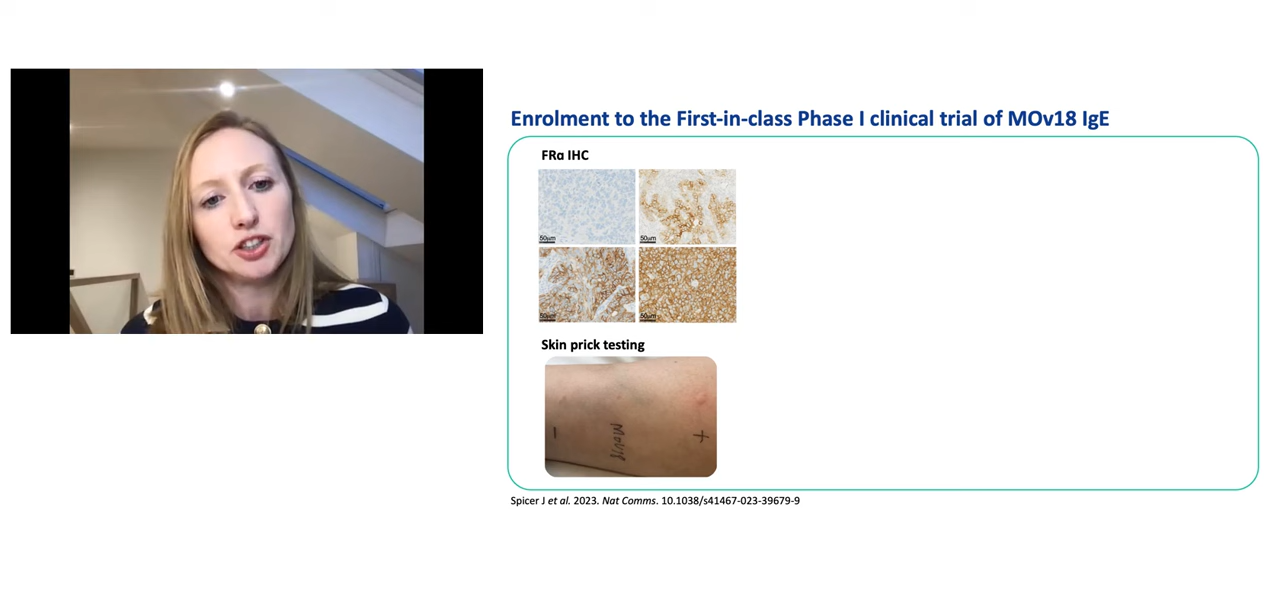 Enrolment to the First-in-class Phase I clinical trial of MOv18 IgE
FRα IHC
50μm
50μm
50μm
50μm
Skin prick testing
–
MOv18
+
Spicer J et al. 2023. Nat Comms. 10.1038/s41467-023-39679-9